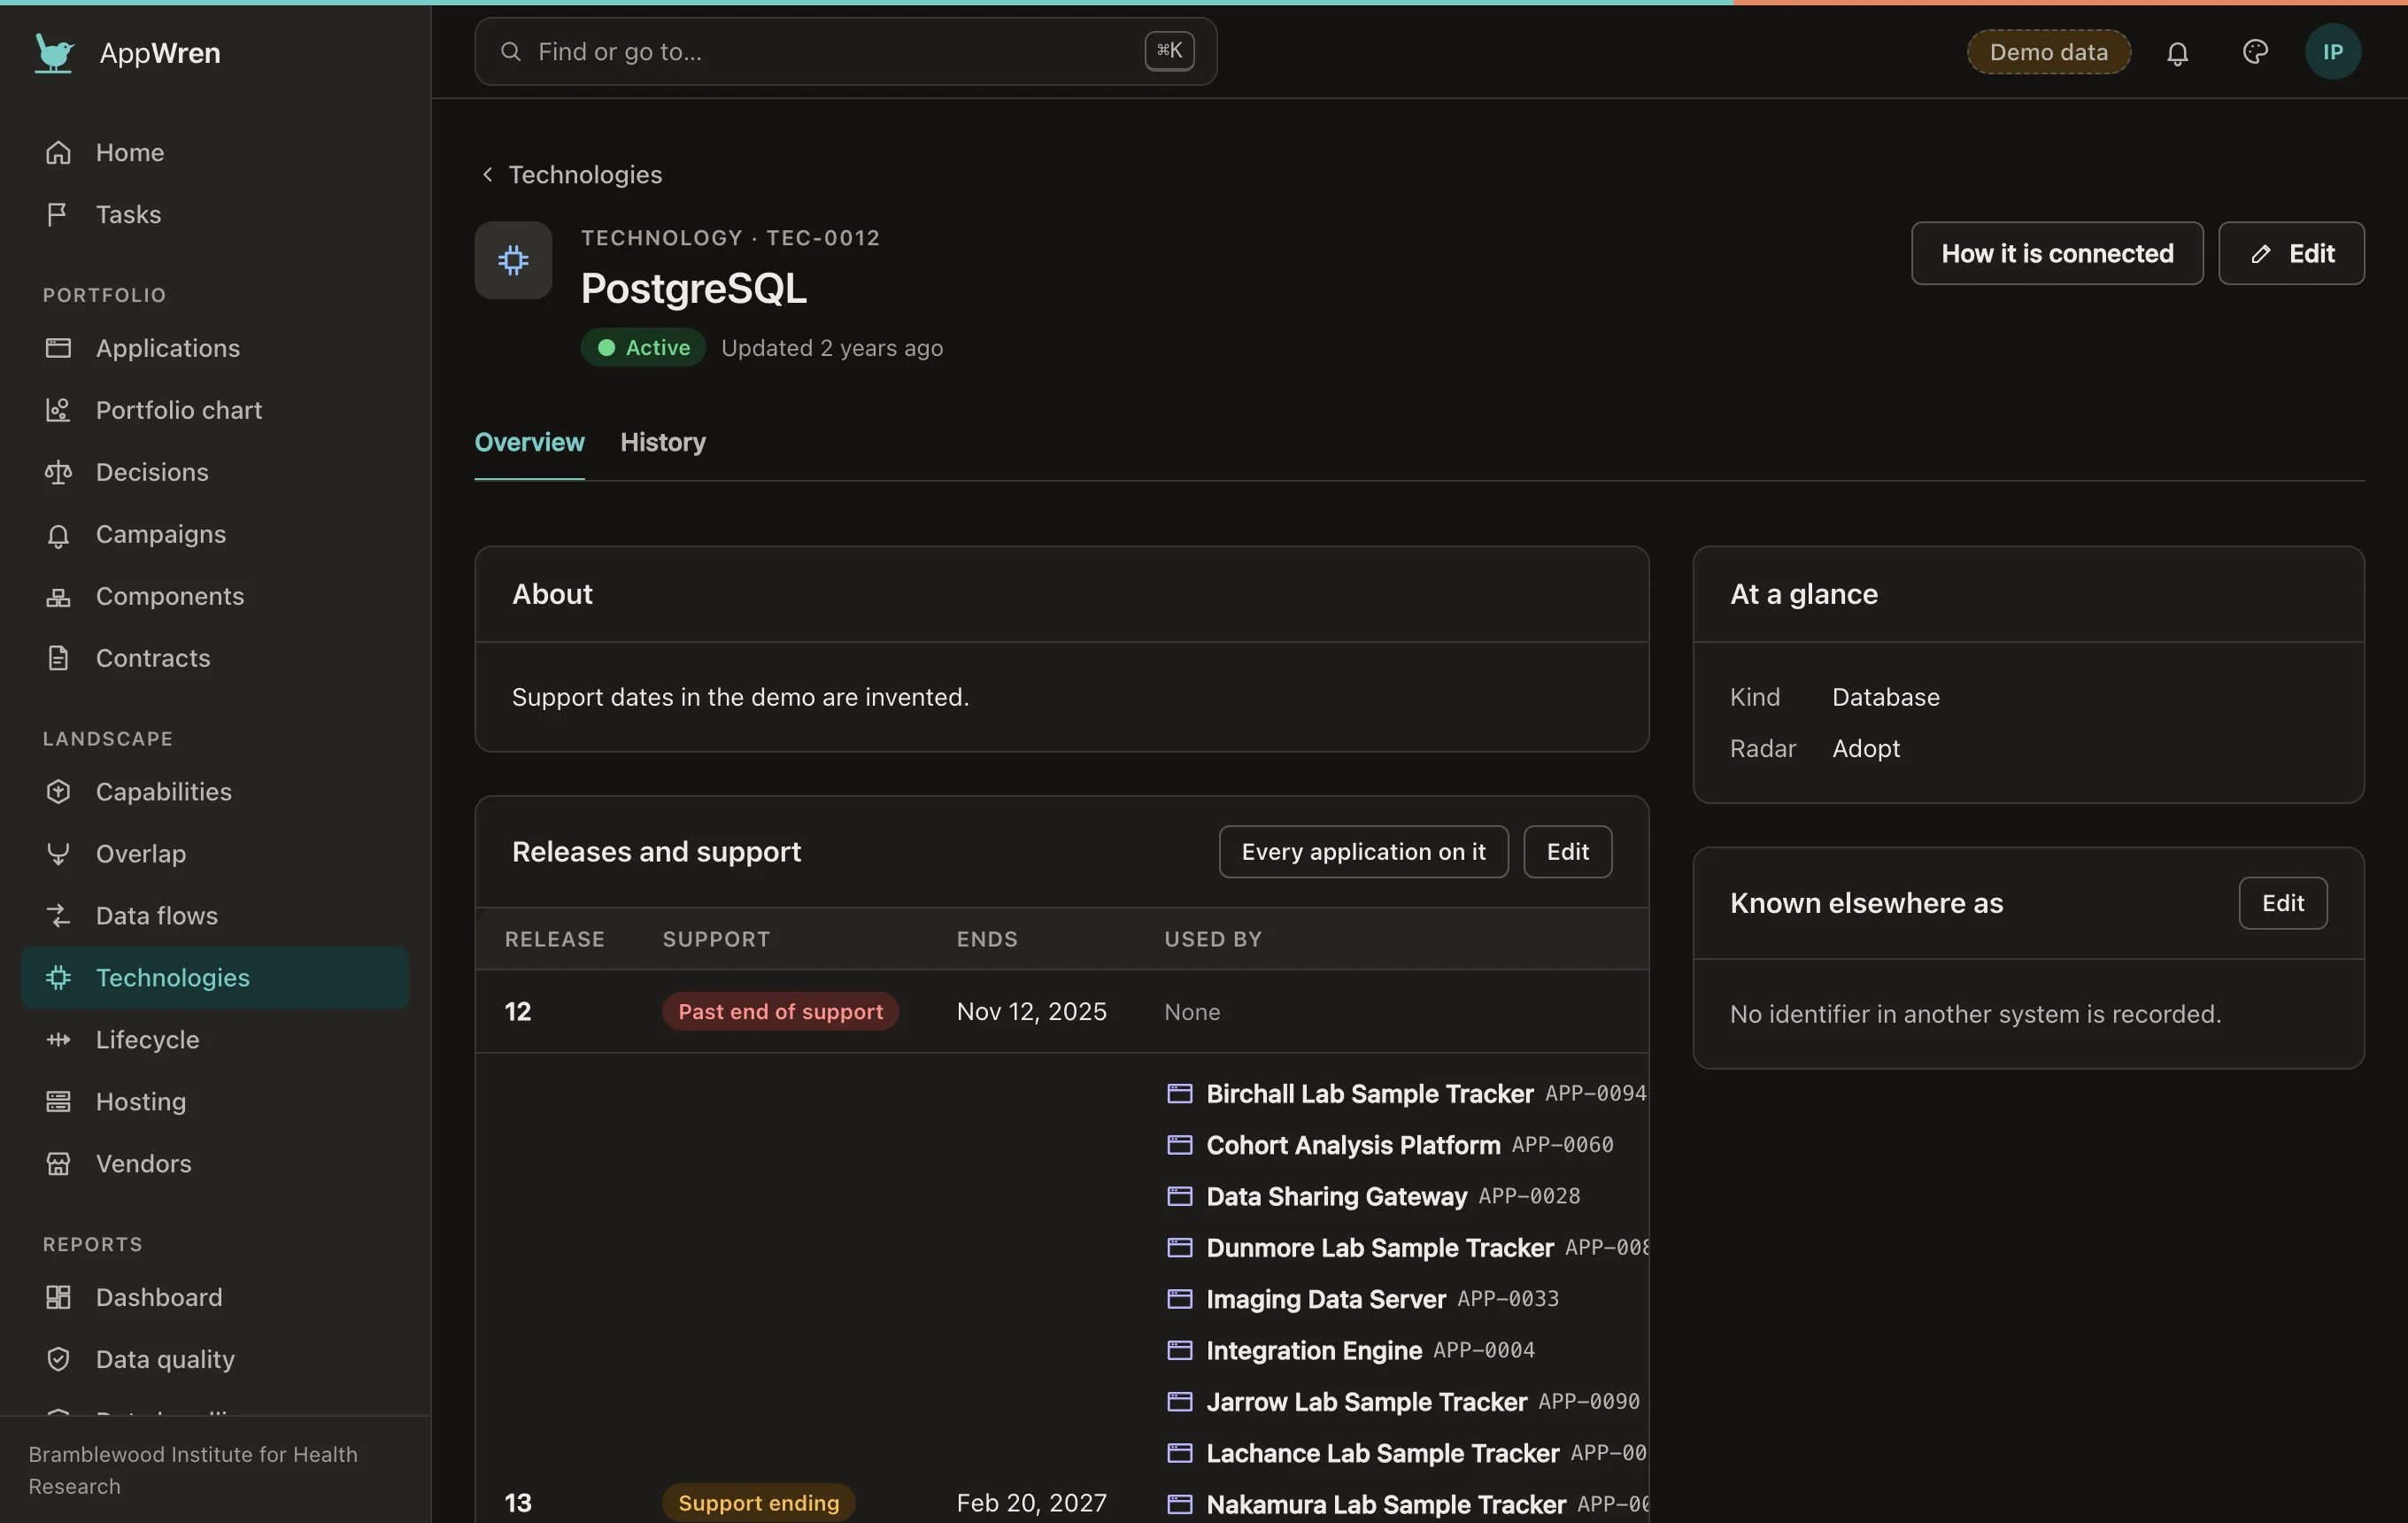 AppWren
Find or go to...
⌘K
Demo data
IP
Home
Tasks
PORTFOLIO
Applications
Portfolio chart
Decisions
Campaigns
Components
Contracts
LANDSCAPE
Capabilities
Overlap
Data flows
Technologies
Lifecycle
Hosting
Vendors
REPORTS
Dashboard
Data quality
Bramblewood Institute for Health
Research
Technologies
TECHNOLOGY · TEC-0012
PostgreSQL
Active
Updated 2 years ago
How it is connected
Edit
Overview
History
About
Support dates in the demo are invented.
Releases and support
Every application on it
Edit
RELEASE SUPPORT ENDS USED BY
12 Past end of support Nov 12, 2025 None
Birchall Lab Sample Tracker APP-0094
Cohort Analysis Platform APP-0060
Data Sharing Gateway APP-0028
Dunmore Lab Sample Tracker APP-008
Imaging Data Server APP-0033
Integration Engine APP-0004
Jarrow Lab Sample Tracker APP-0090
Lachance Lab Sample Tracker APP-00
13 Support ending Feb 20, 2027 Nakamura Lab Sample Tracker APP-00
At a glance
Kind Database
Radar Adopt
Known elsewhere as
Edit
No identifier in another system is recorded.